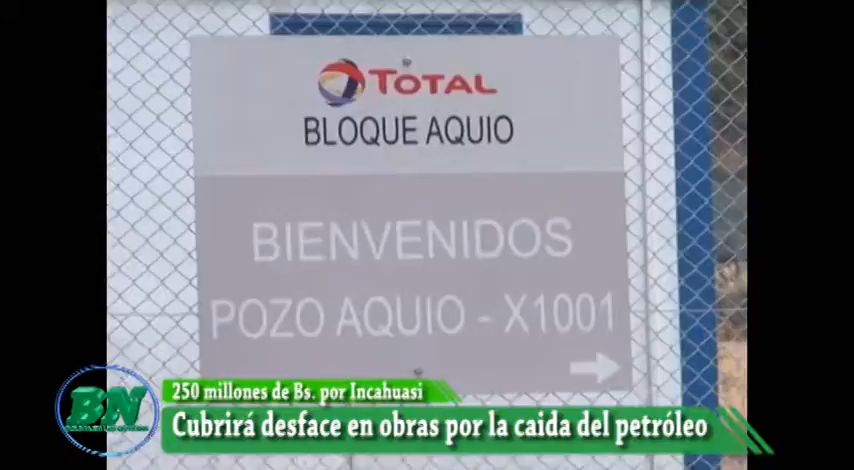 TOTAL
BLOQUE AQUIO
BIENVENIDOS
POZO AQUIO - X1001
BN
250 millones de Bs. por Incahuasi
Cubrirá desface en obras por la caida del petróleo